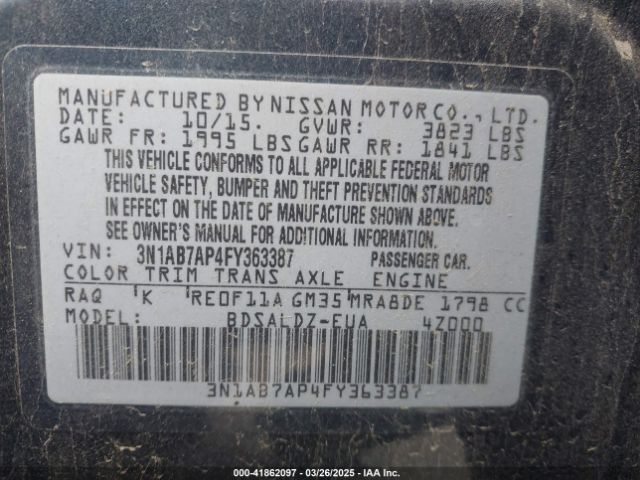 MANUFACTURED BY NISSAN MOTOR CO., LTD.
DATE: 10/15. GVWR: 3823 LBS
GAWR FR: 1995 LBS GAWR RR: 1841 LBS
THIS VEHICLE CONFORMS TO ALL APPLICABLE FEDERAL MOTOR
VEHICLE SAFETY, BUMPER AND THEFT PREVENTION STANDARDS
IN EFFECT ON THE DATE OF MANUFACTURE SHOWN ABOVE.
SEE OWNER'S MANUAL FOR ADDITIONAL INFORMATION.
VIN: 3N1AB7AP4FY363387 PASSENGER CAR.
COLOR TRIM TRANS AXLE ENGINE
RAQ K RE0F11A GM35 MRA8DE 1798 CC
MODEL: BDSALDZ-EUA 4Z000
3N1AB7AP4FY363387
000-41862097 - 03/26/2025 - IAA Inc.